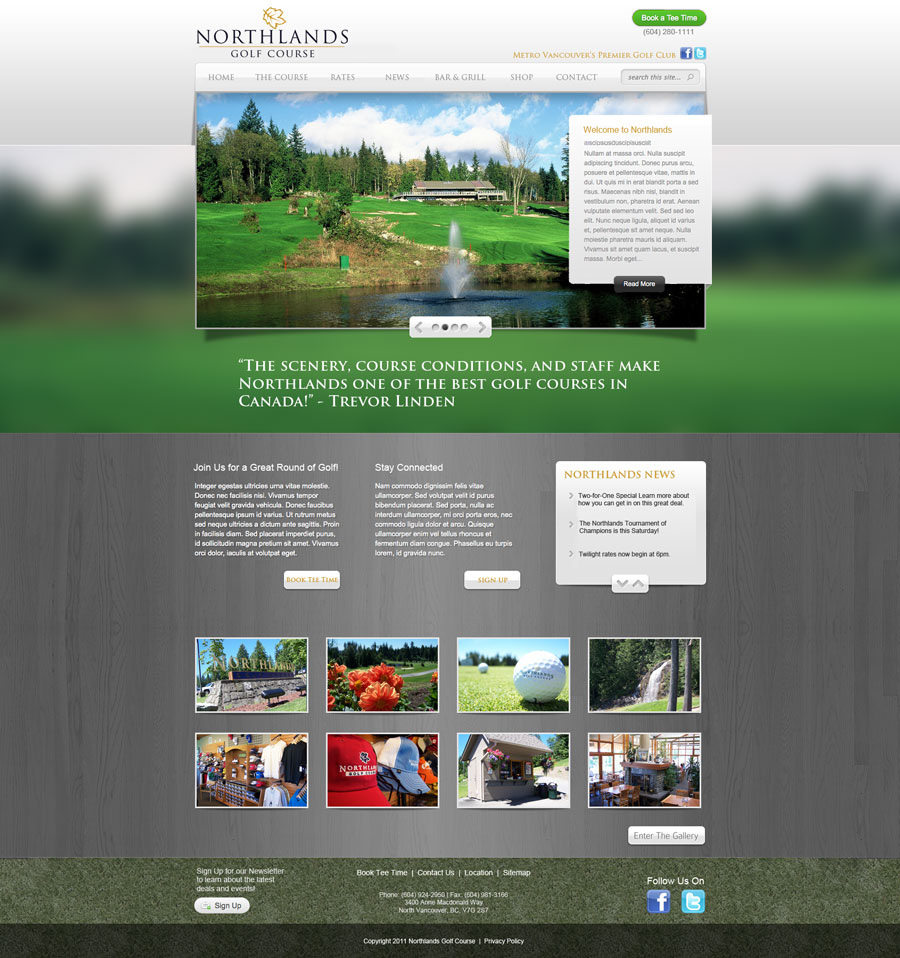 NORTHLANDS
GOLF COURSE
Book a Tee Time
(604) 280-1111
Metro Vancouver's Premier Golf Club
HOME THE COURSE RATES NEWS BAR & GRILL SHOP CONTACT
search this site...
Welcome to Northlands
Nullam at massa orci. Nulla suscipit
adipiscing tincidunt. Donec purus arcu,
posuere et pellentesque vitae, mattis in
dui. Ut quis mi in erat blandit porta a sed
risus. Maecenas nibh nisl, blandit in
vestibulum non, pharetra id erat. Aenean
vulputate elementum velit. Sed sed leo
elit. Nunc neque ligula, aliquet id varius
et, pellentesque sit amet neque. Nulla
molestie pharetra mauris id aliquam.
Vivamus sit amet quam lacus, et suscipit
massa. Morbi eget...
Read More
“The scenery, course conditions, and staff make
Northlands one of the best golf courses in
Canada!” - Trevor Linden
Join Us for a Great Round of Golf!
Integer egestas ultricies urna vitae molestie.
Donec nec facilisis nisi. Vivamus tempor
feugiat velit gravida vehicula. Donec faucibus
pellentesque ipsum id varius. Ut rutrum metus
sed neque ultricies a dictum ante sagittis. Proin
in facilisis diam. Sed placerat imperdiet purus,
id sollicitudin magna pretium sit amet. Vivamus
orci dolor, iaculis at volutpat eget.
Book Tee Time
Stay Connected
Nam commodo dignissim felis vitae
ullamcorper. Sed volutpat velit id purus
bibendum placerat. Sed porta, nulla ac
interdum ullamcorper, mi orci porta eros, nec
commodo ligula dolor et arcu. Quisque
ullamcorper enim vel tellus rhoncus et
fermentum diam congue. Phasellus eu turpis
lorem, id gravida nunc.
Sign Up
Northlands News
Two-for-One Special Learn more about
how you can get in on this great deal.
The Northlands Tournament of
Champions is this Saturday!
Twilight rates now begin at 6pm.
NORTHLANDS
NORTHLANDS
NORTHLANDS
GOLF CLUB
Enter The Gallery
Sign Up for our Newsletter
to learn about the latest
deals and events!
Sign Up
Book Tee Time | Contact Us | Location | Sitemap
Phone: (604) 924-2950 | Fax: (604) 981-3166
3400 Anne Macdonald Way
North Vancouver, BC, V7G 2S7
Follow Us On
Copyright 2011 Northlands Golf Course | Privacy Policy